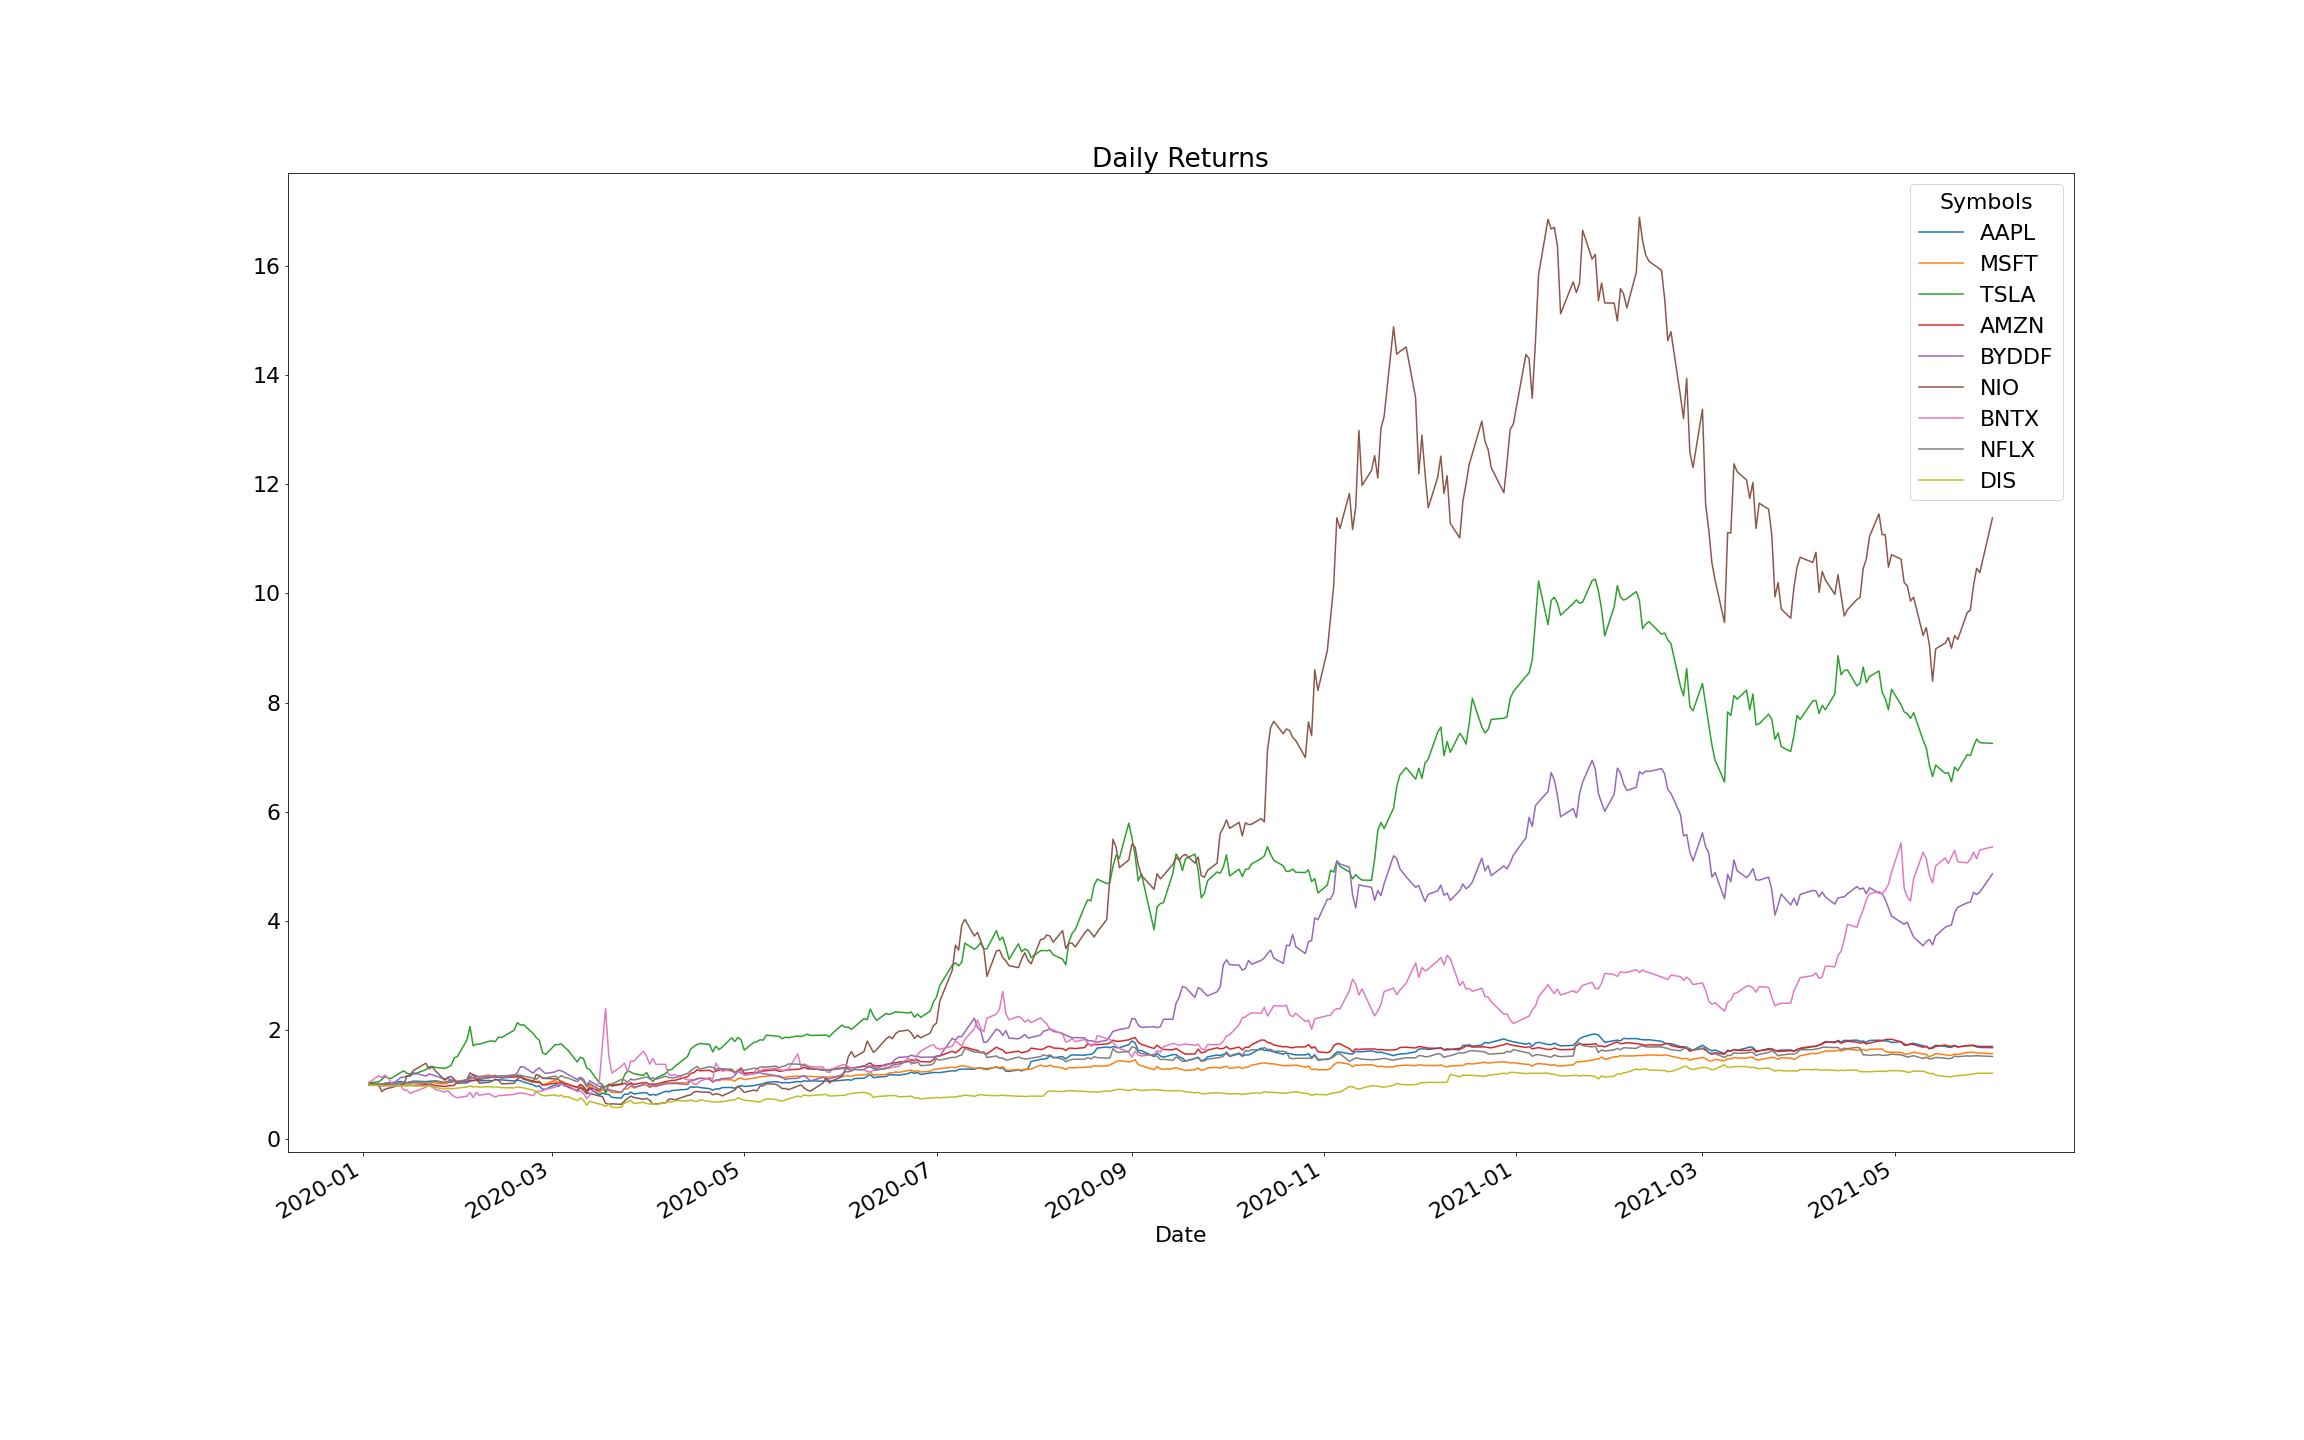 Daily Returns
Symbols
AAPL
MSFT
TSLA
AMZN
BYDDF
NIO
BNTX
NFLX
DIS
16
14
12
10
8
6
4
2
0
2020-01
2020-03
2020-05
2020-07
2020-09
2020-11
2021-01
2021-03
2021-05
Date